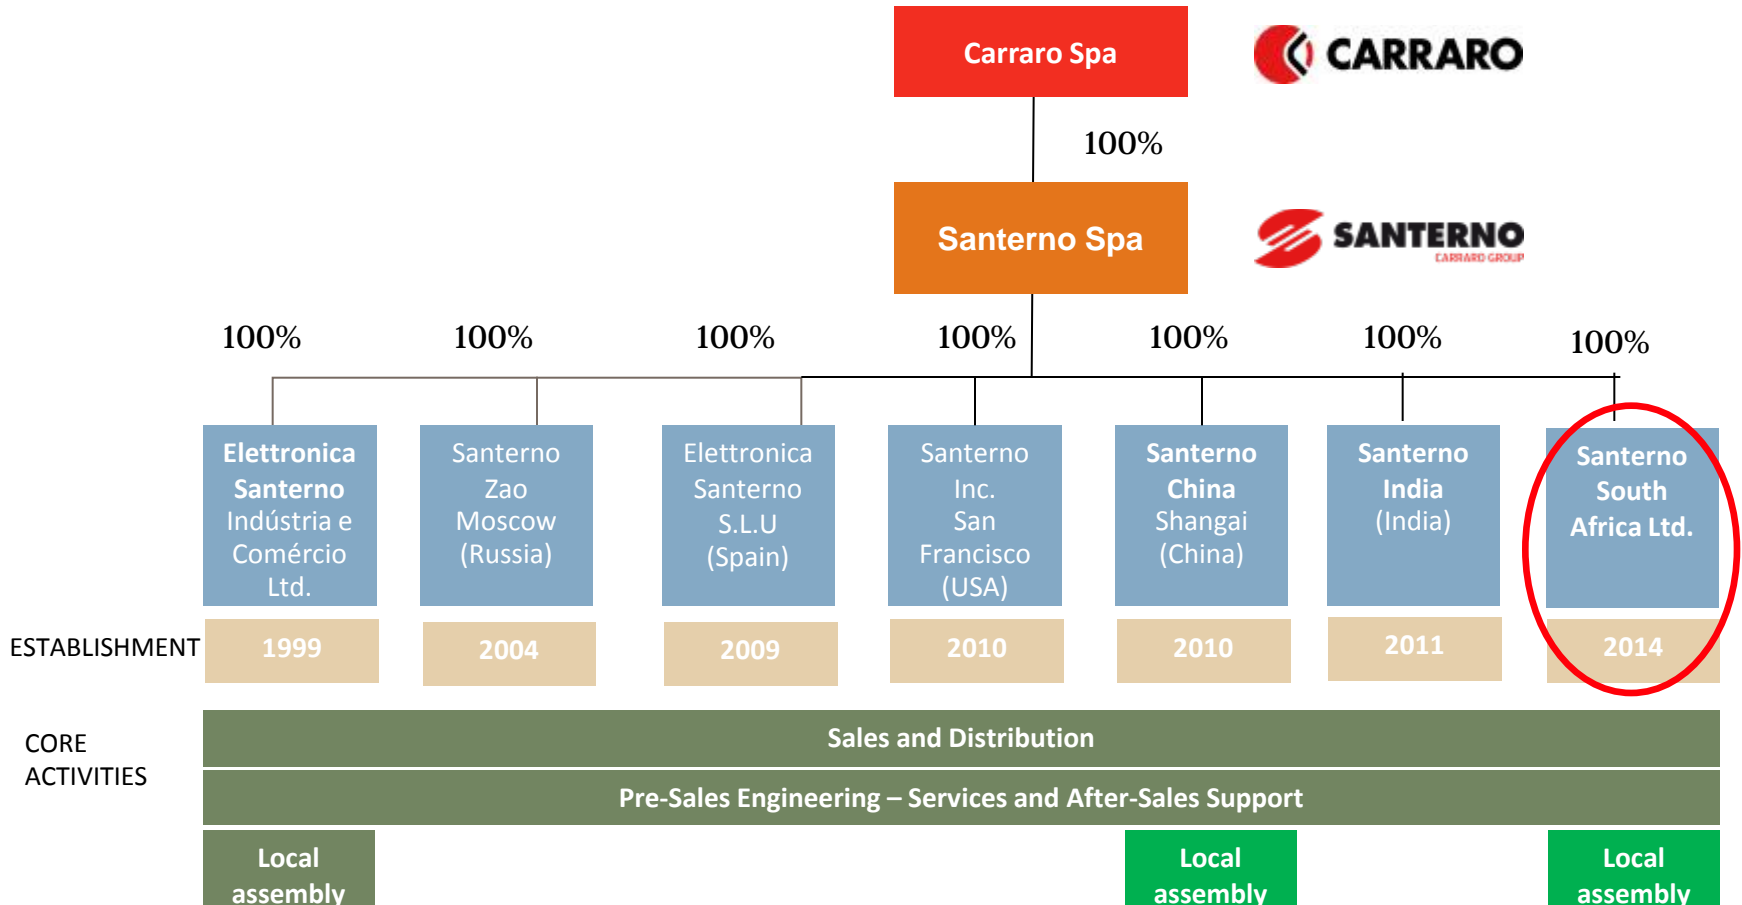 Carraro Spa
CARRARO
100%
Santerno Spa
SANTERNO
CARRARO GROUP
100%
100%
100%
100%
100%
100%
100%
Elettronica
Santerno
Indústria e
Comércio
Ltd.
Santerno
Zao
Moscow
(Russia)
Elettronica
Santerno
S.L.U
(Spain)
Santerno
Inc.
San
Francisco
(USA)
Santerno
China
Shangai
(China)
Santerno
India
(India)
Santerno
South
Africa Ltd.
ESTABLISHMENT
1999
2004
2009
2010
2010
2011
2014
CORE
ACTIVITIES
Sales and Distribution
Pre-Sales Engineering – Services and After-Sales Support
Local
assembly
Local
assembly
Local
assembly